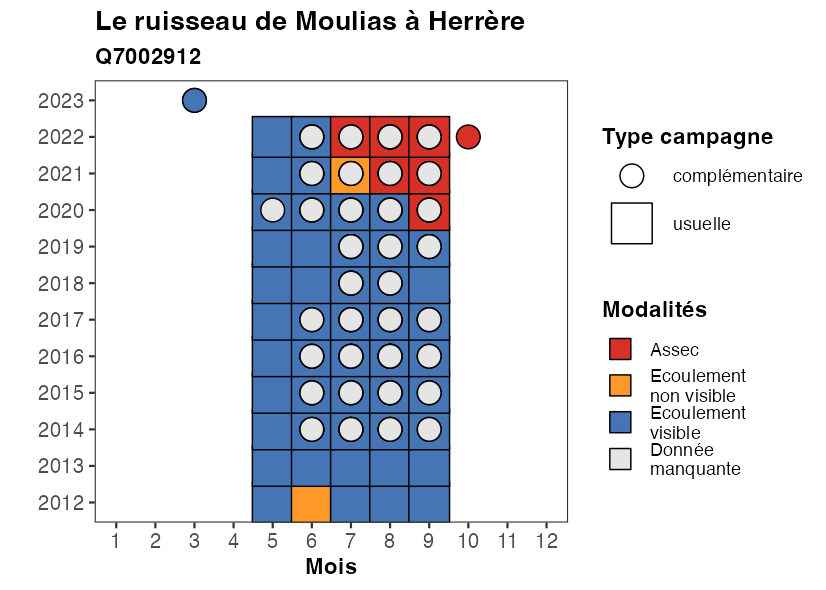 Le ruisseau de Moulias à Herrère
Q7002912
2023
2022
2021
2020
2019
2018
2017
2016
2015
2014
2013
2012
1 2 3 4 5 6 7 8 9 10 11 12
Mois
Type campagne
complémentaire
usuelle
Modalités
Assec
Ecoulement
non visible
Ecoulement
visible
Donnée
manquante